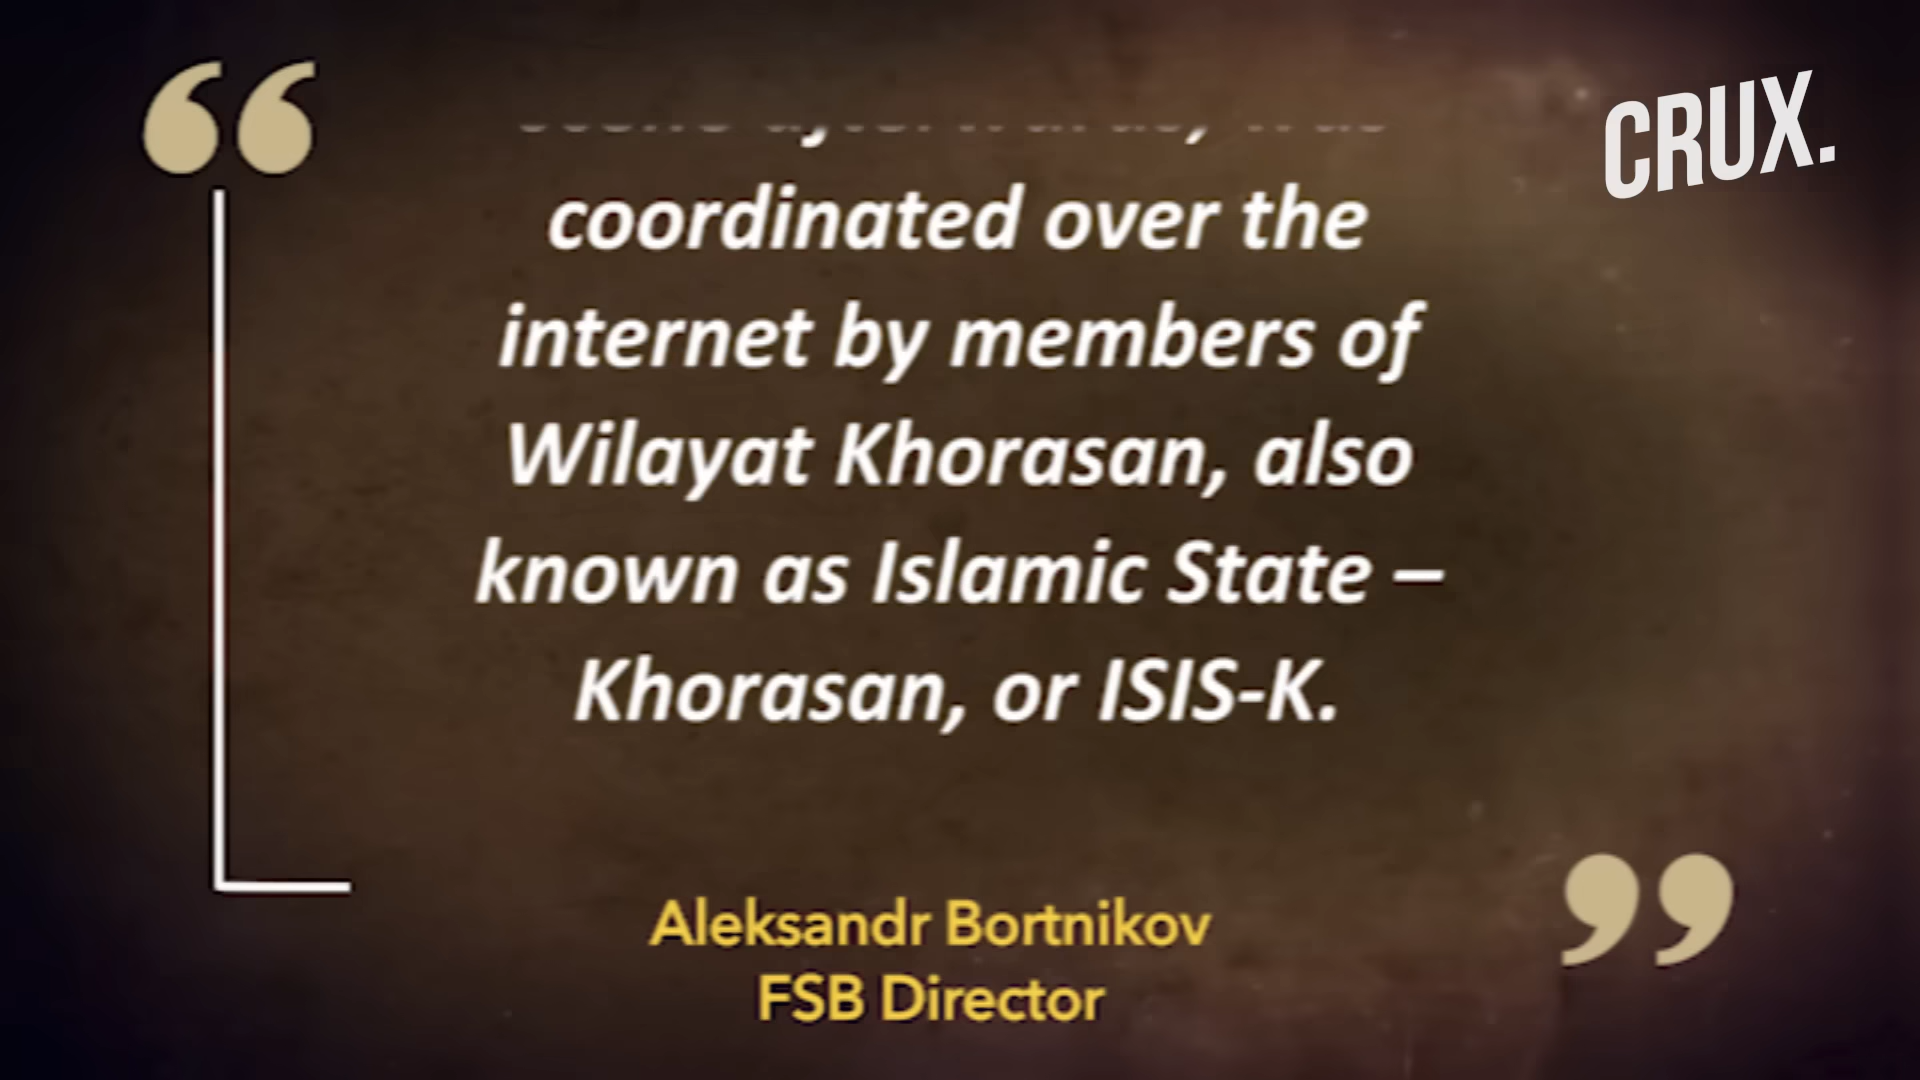 CRUX.
coordinated over the
internet by members of
Wilayat Khorasan, also
known as Islamic State –
Khorasan, or ISIS-K.
Aleksandr Bortnikov
FSB Director